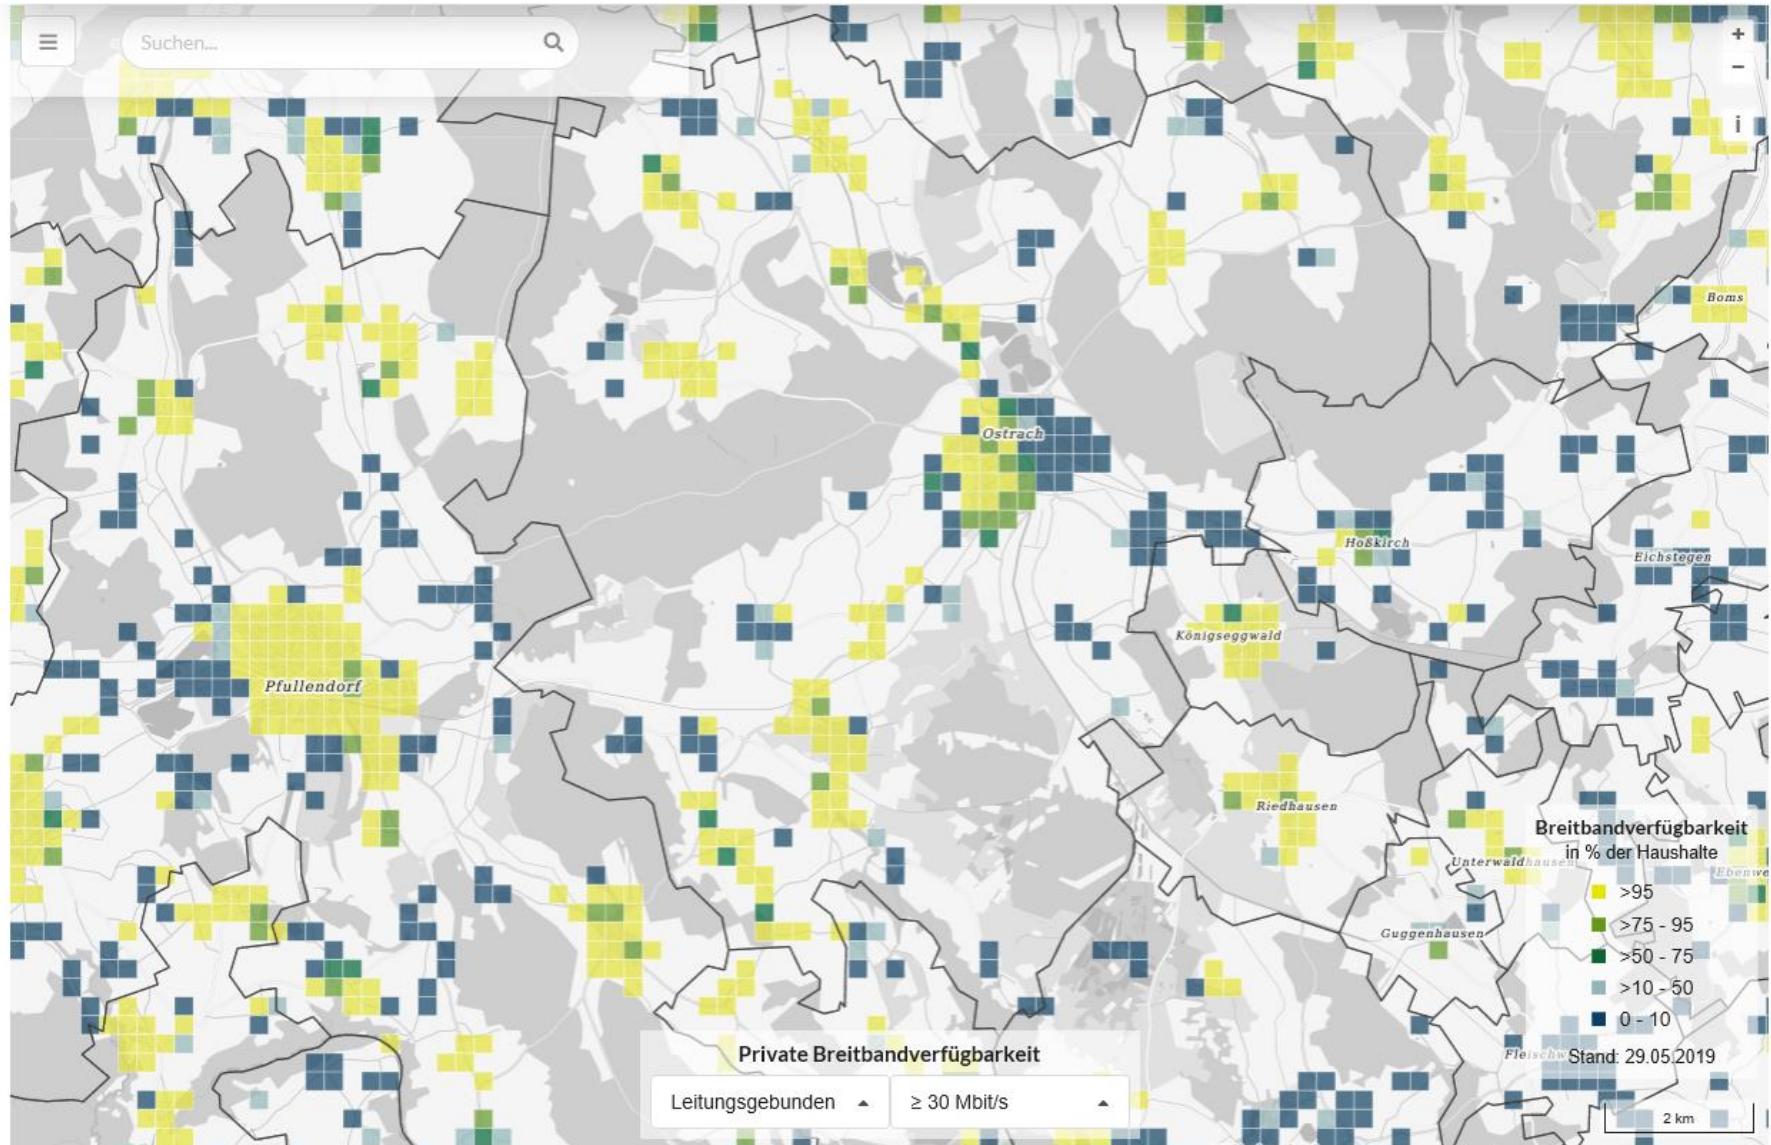 Suchen...
+
−
i
Boms
Ostrach
Hoßkirch
Eichstegen
Königseggwald
Pfullendorf
Riedhausen
Unterwaldhausen
Guggenhausen
Breitbandverfügbarkeit
in % der Haushalte
>95
>75 - 95
>50 - 75
>10 - 50
0 - 10
Stand: 29.05.2019
Private Breitbandverfügbarkeit
Leitungsgebunden
≥ 30 Mbit/s
2 km